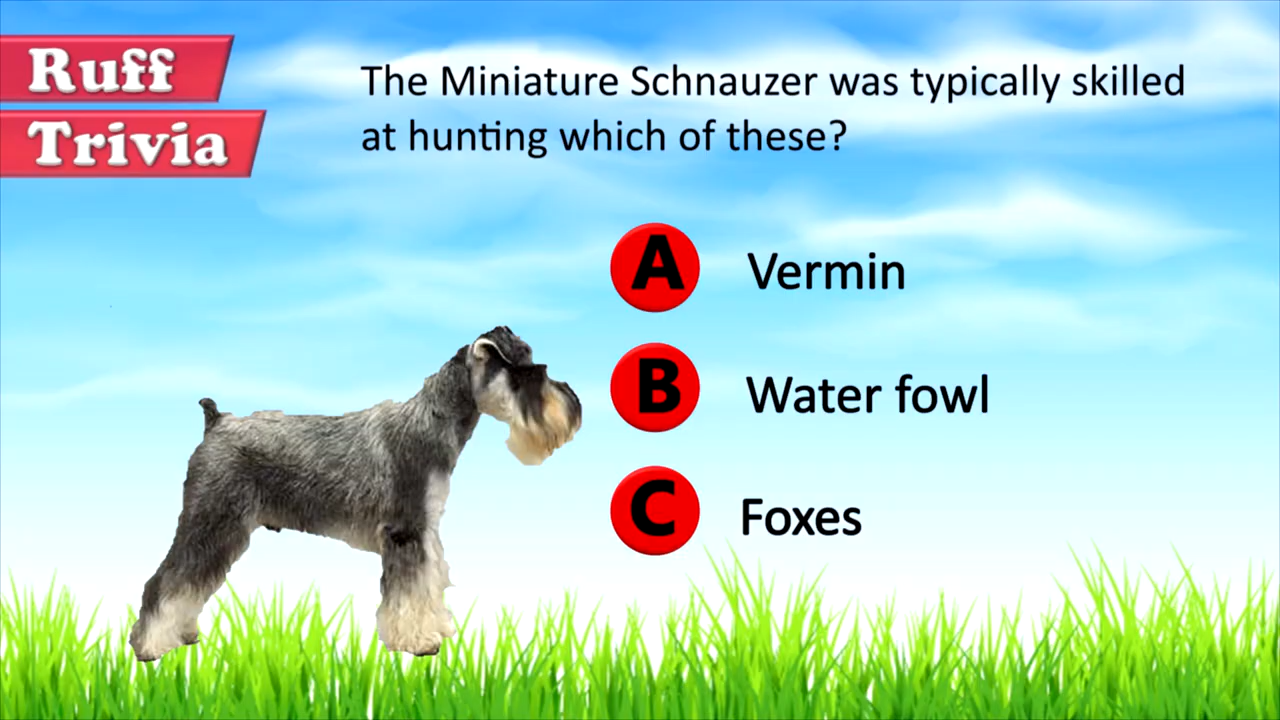 Ruff
Trivia
The Miniature Schnauzer was typically skilled
at hunting which of these?
A Vermin
B Water fowl
C Foxes